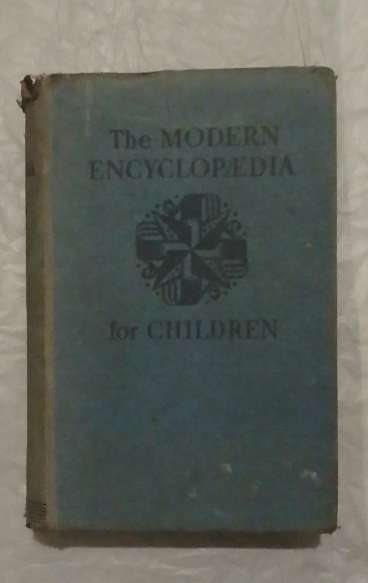 The MODERN
ENCYCLOPÆDIA
for CHILDREN